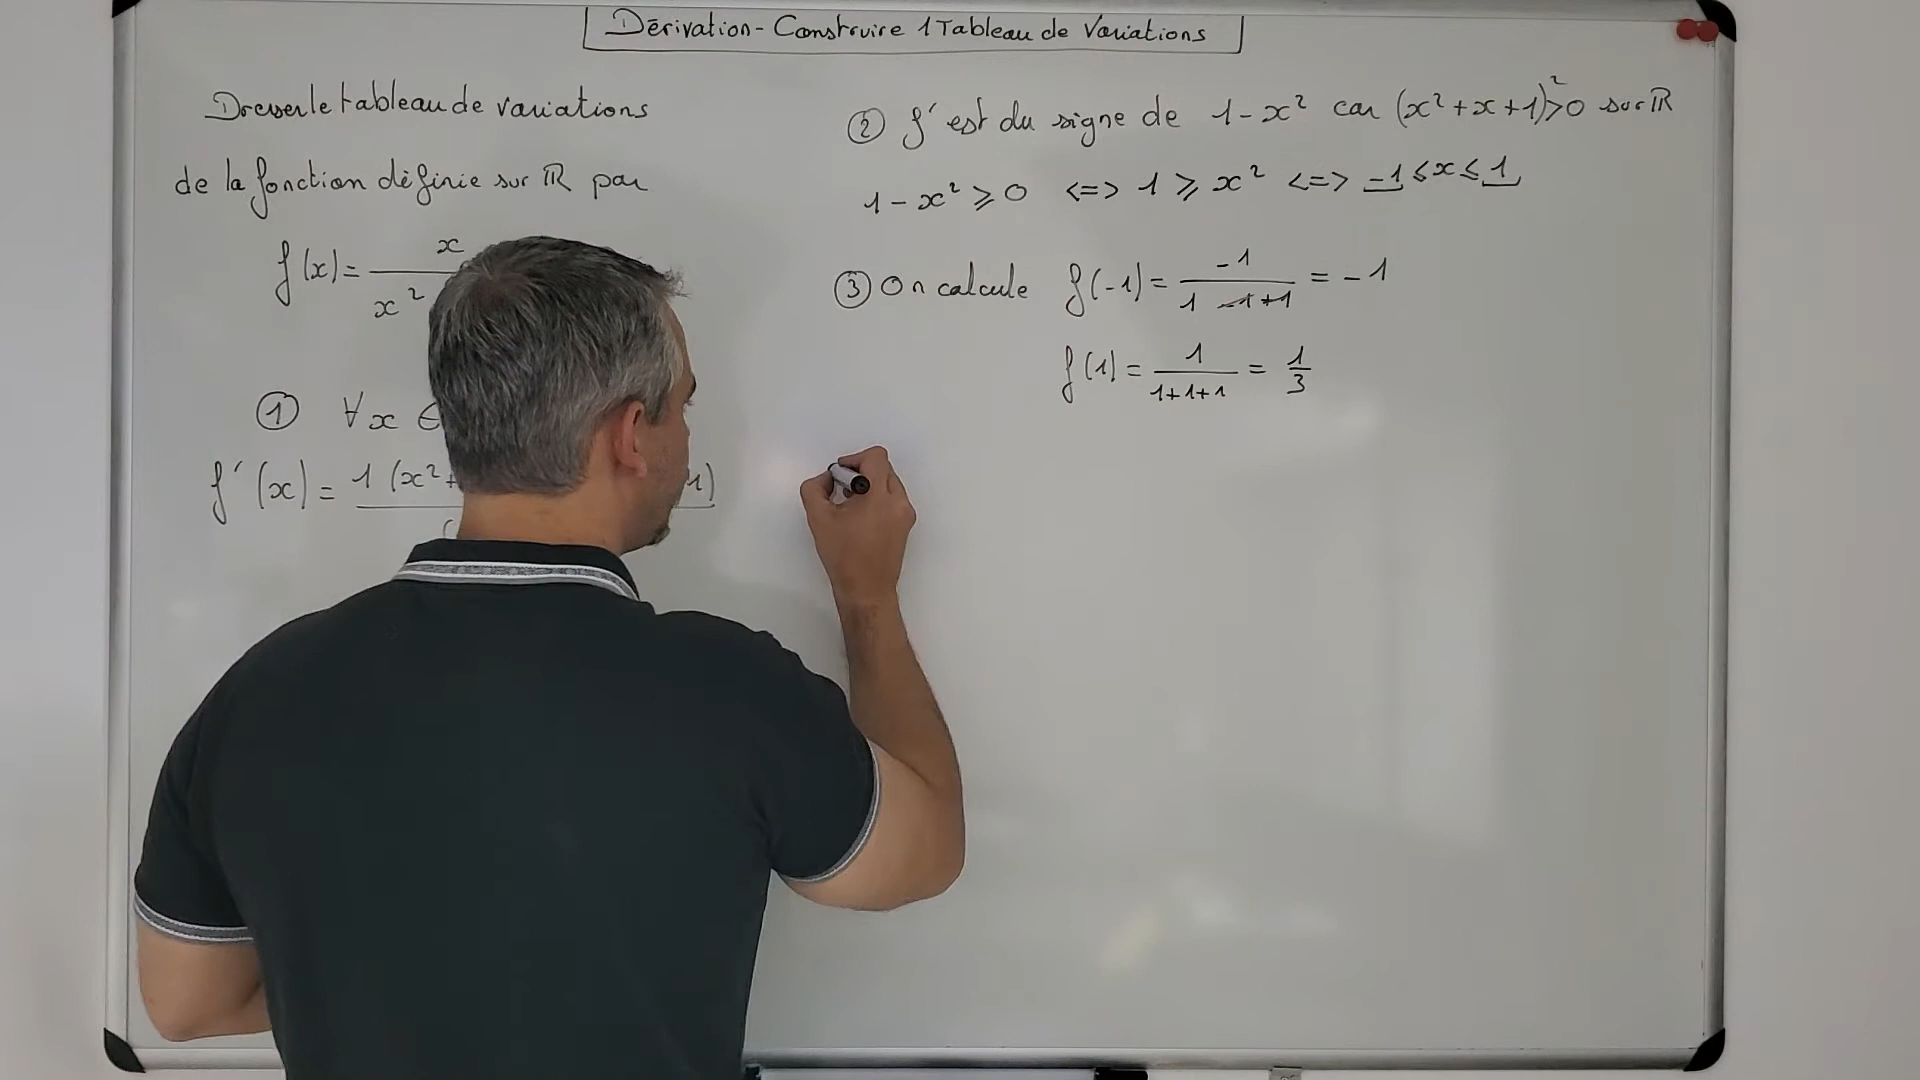 Dérivation - Construire 1 Tableau de Variations
Dresser le tableau de variations
de la fonction définie sur ℝ par
f(x) = x
x²
① ∀x ∈
f'(x) = 1 (x²+ 1)
(
② f' est du signe de 1 - x² car (x² + x + 1)² > 0 sur ℝ
1 - x² ⩾ 0 <=> 1 ⩾ x² <=> -1 ⩽ x ⩽ 1
③ On calcule f(-1) = -1 / 1 -1 +1 = -1
f(1) = 1 / 1+1+1 = 1/3